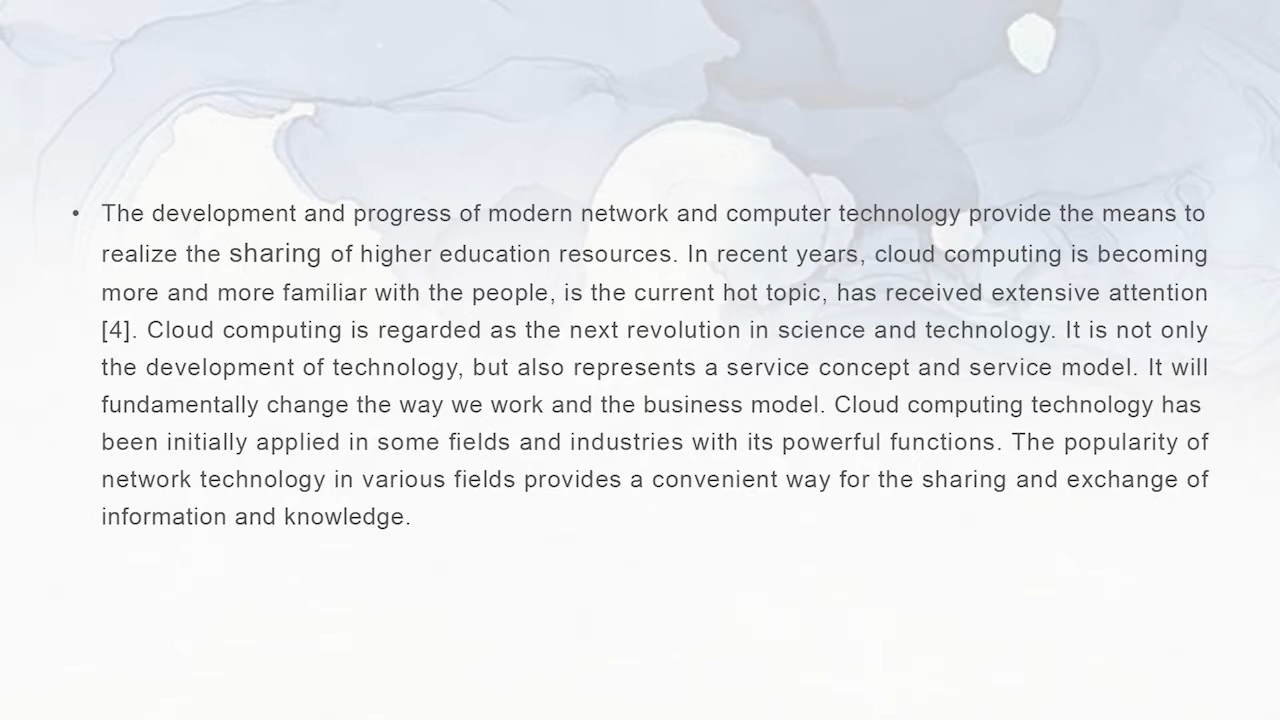 • The development and progress of modern network and computer technology provide the means to
realize the sharing of higher education resources. In recent years, cloud computing is becoming
more and more familiar with the people, is the current hot topic, has received extensive attention
[4]. Cloud computing is regarded as the next revolution in science and technology. It is not only
the development of technology, but also represents a service concept and service model. It will
fundamentally change the way we work and the business model. Cloud computing technology has
been initially applied in some fields and industries with its powerful functions. The popularity of
network technology in various fields provides a convenient way for the sharing and exchange of
information and knowledge.